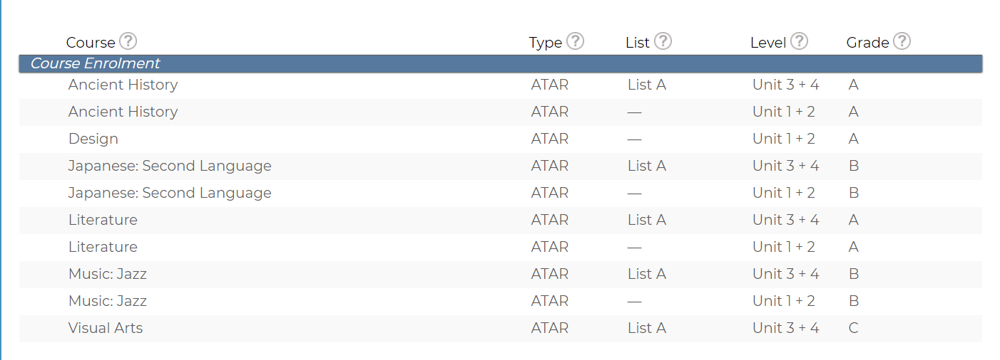 Course ? Type ? List ? Level ? Grade ?
Course Enrolment
Ancient History ATAR List A Unit 3 + 4 A
Ancient History ATAR — Unit 1 + 2 A
Design ATAR — Unit 1 + 2 A
Japanese: Second Language ATAR List A Unit 3 + 4 B
Japanese: Second Language ATAR — Unit 1 + 2 B
Literature ATAR List A Unit 3 + 4 A
Literature ATAR — Unit 1 + 2 A
Music: Jazz ATAR List A Unit 3 + 4 B
Music: Jazz ATAR — Unit 1 + 2 B
Visual Arts ATAR List A Unit 3 + 4 C